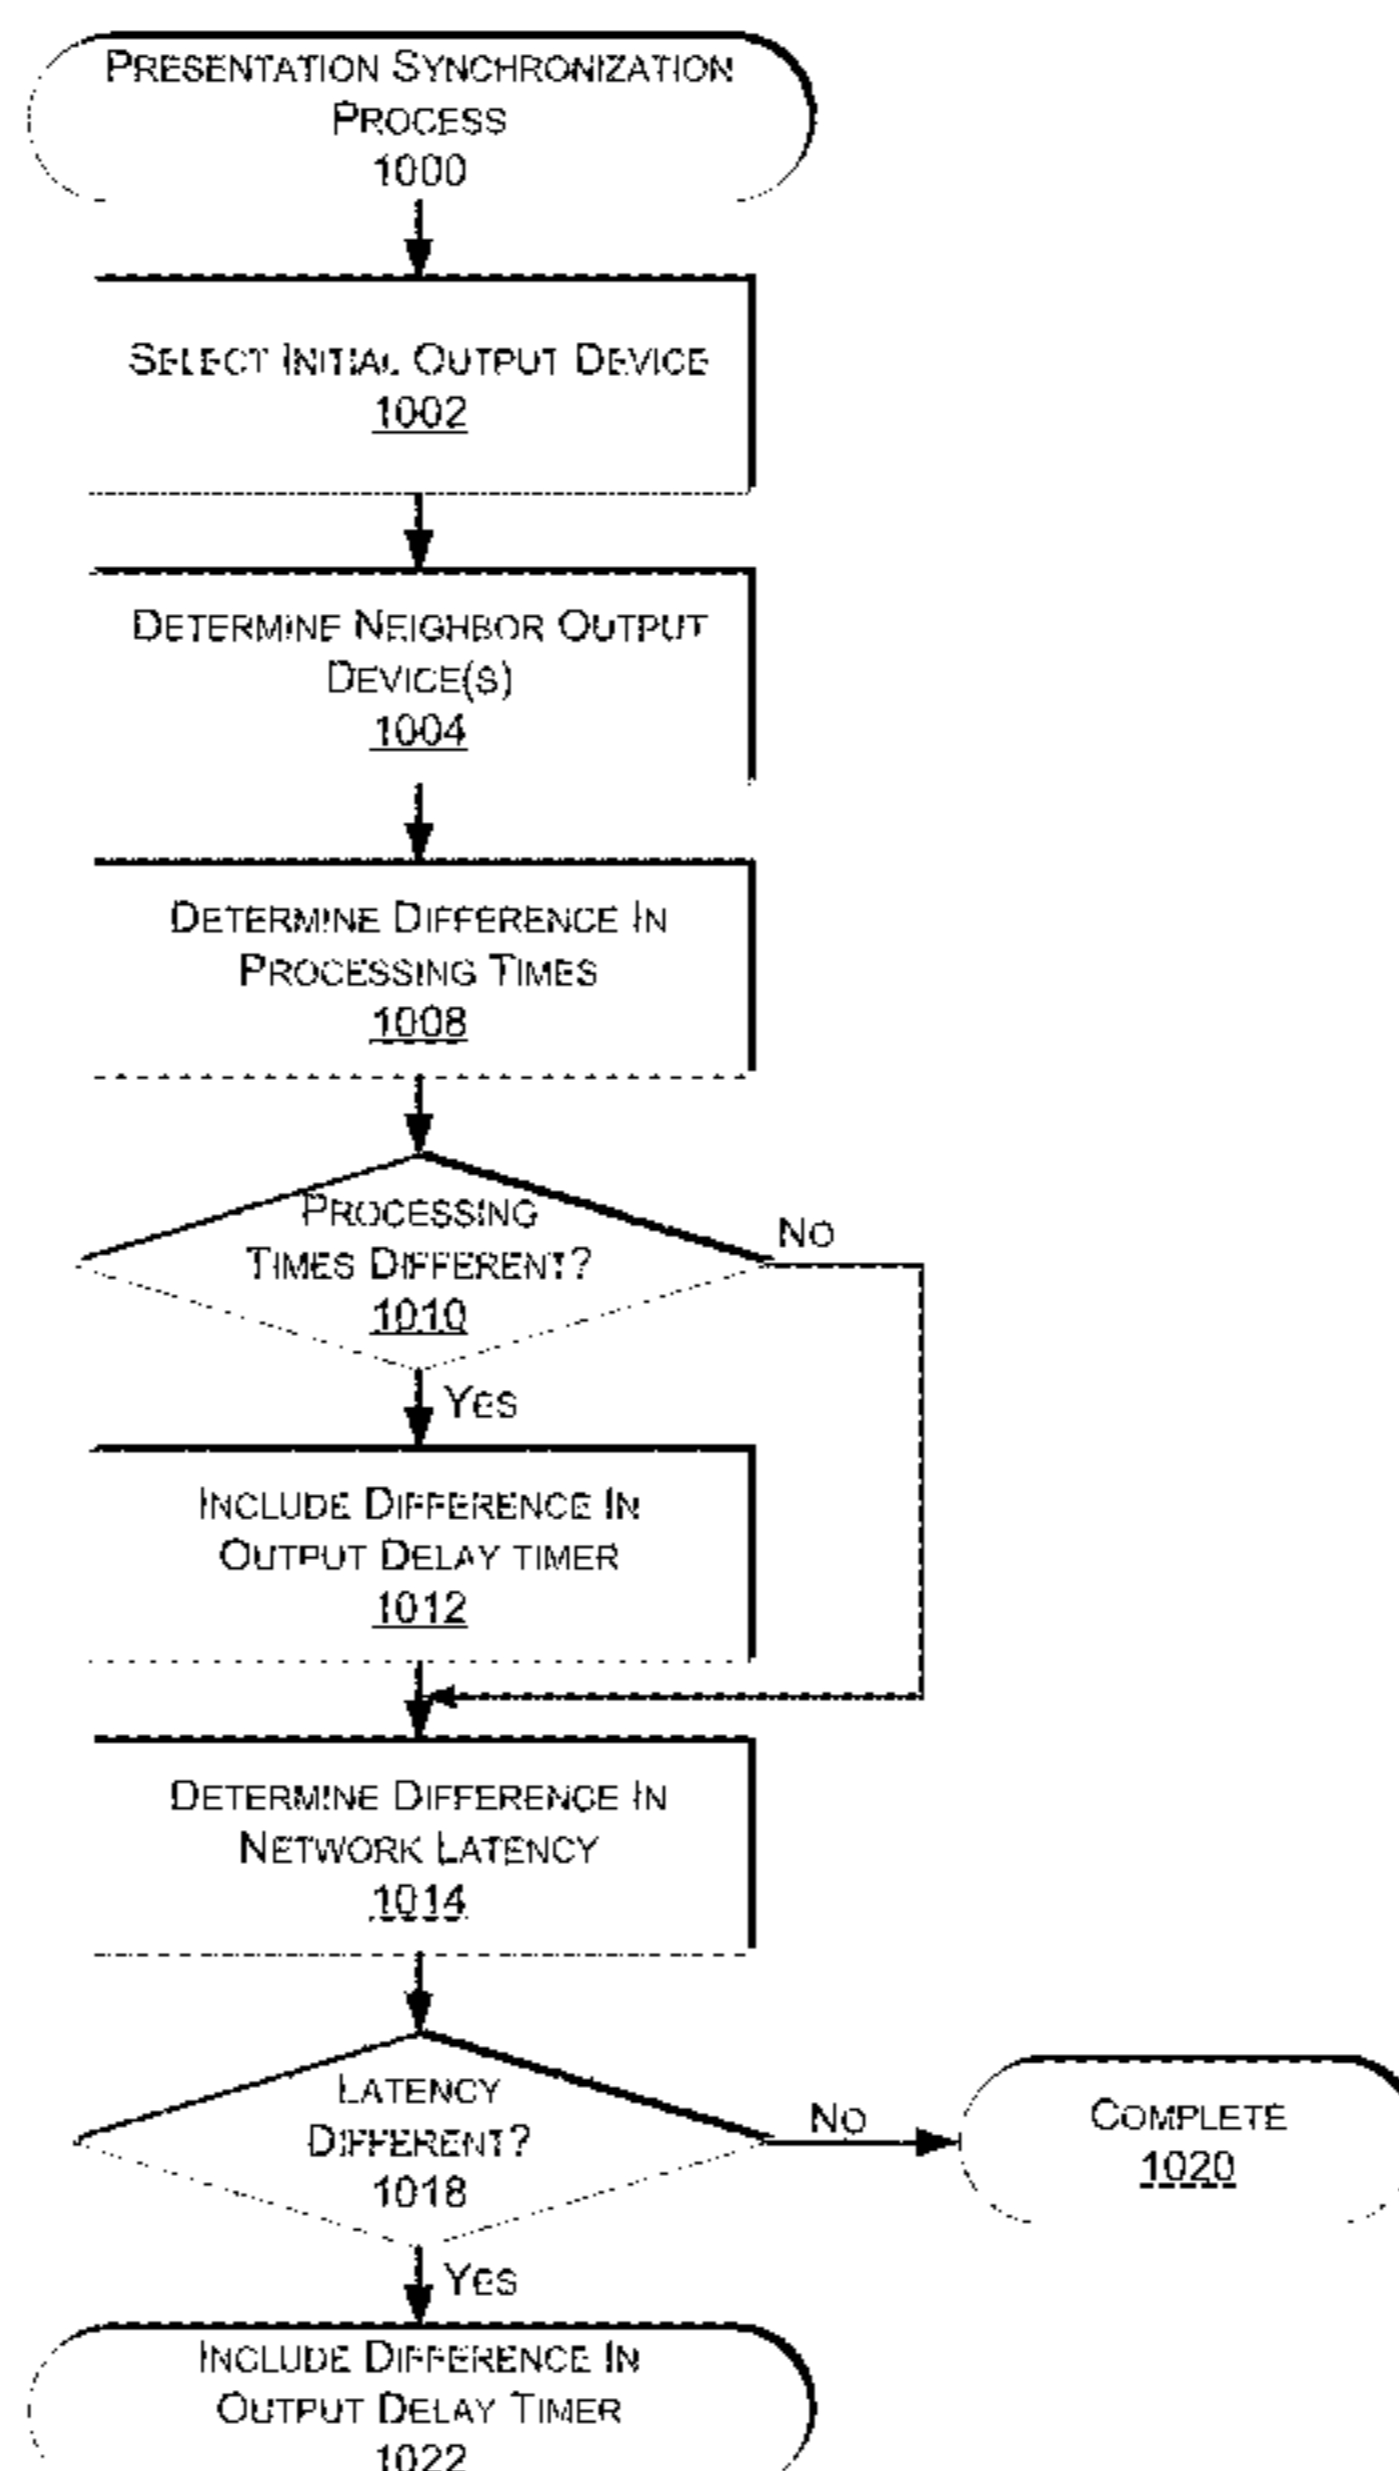 PRESENTATION SYNCHRONIZATION
PROCESS
1000
SELECT INITIAL OUTPUT DEVICE
1002
DETERMINE NEIGHBOR OUTPUT
DEVICE(S)
1004
DETERMINE DIFFERENCE IN
PROCESSING TIMES
1008
PROCESSING
TIMES DIFFERENT?
1010
NO
YES
INCLUDE DIFFERENCE IN
OUTPUT DELAY TIMER
1012
DETERMINE DIFFERENCE IN
NETWORK LATENCY
1014
LATENCY
DIFFERENT?
1018
NO
COMPLETE
1020
YES
INCLUDE DIFFERENCE IN
OUTPUT DELAY TIMER
1022